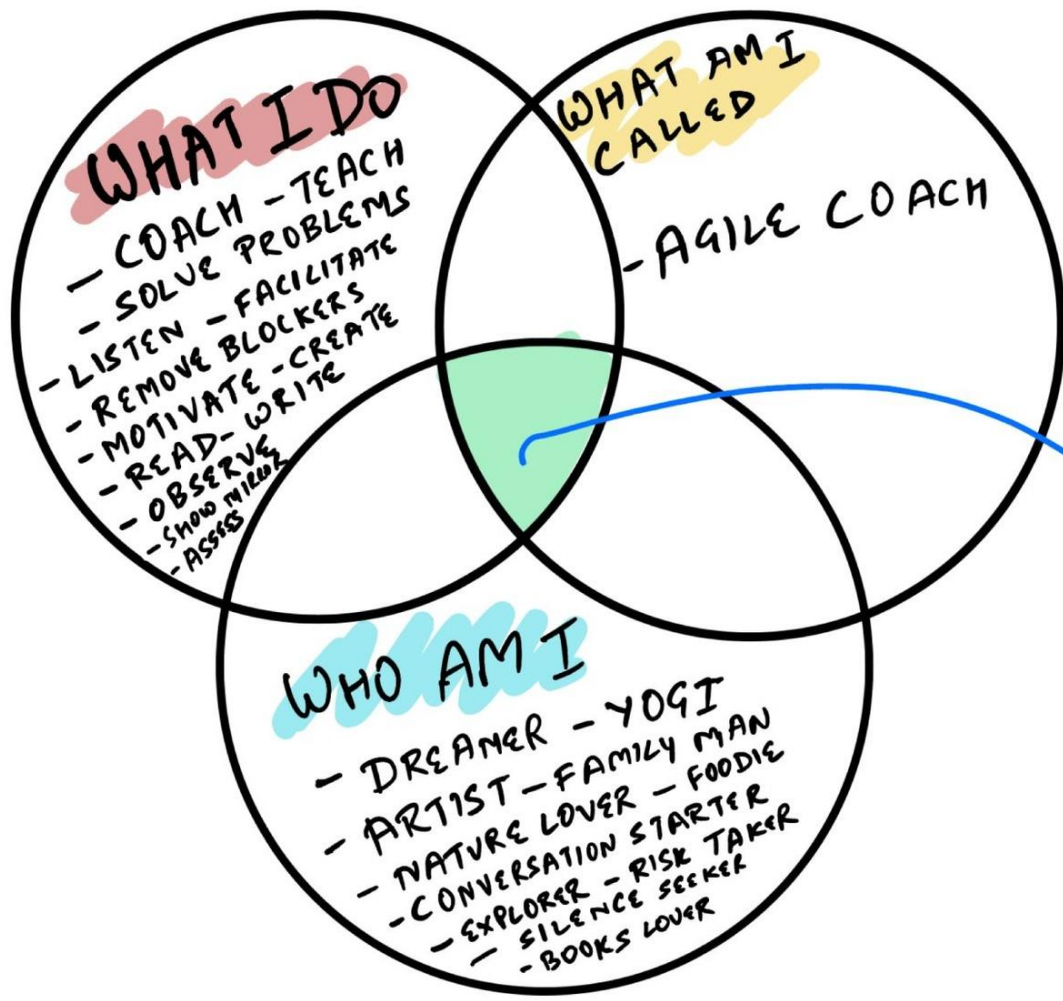 WHAT I DO
- COACH - TEACH
- SOLVE PROBLEMS
- LISTEN - FACILITATE
- REMOVE BLOCKERS
- MOTIVATE - CREATE
- READ - WRITE
- OBSERVE
- SHOW MIRROR
- ASSESS
WHAT AM I
CALLED
- AGILE COACH
WHO AM I
- DREAMER - YOGI
- ARTIST - FAMILY MAN
- NATURE LOVER - FOODIE
- CONVERSATION STARTER
- EXPLORER - RISK TAKER
- SILENCE SEEKER
- BOOKS LOVER